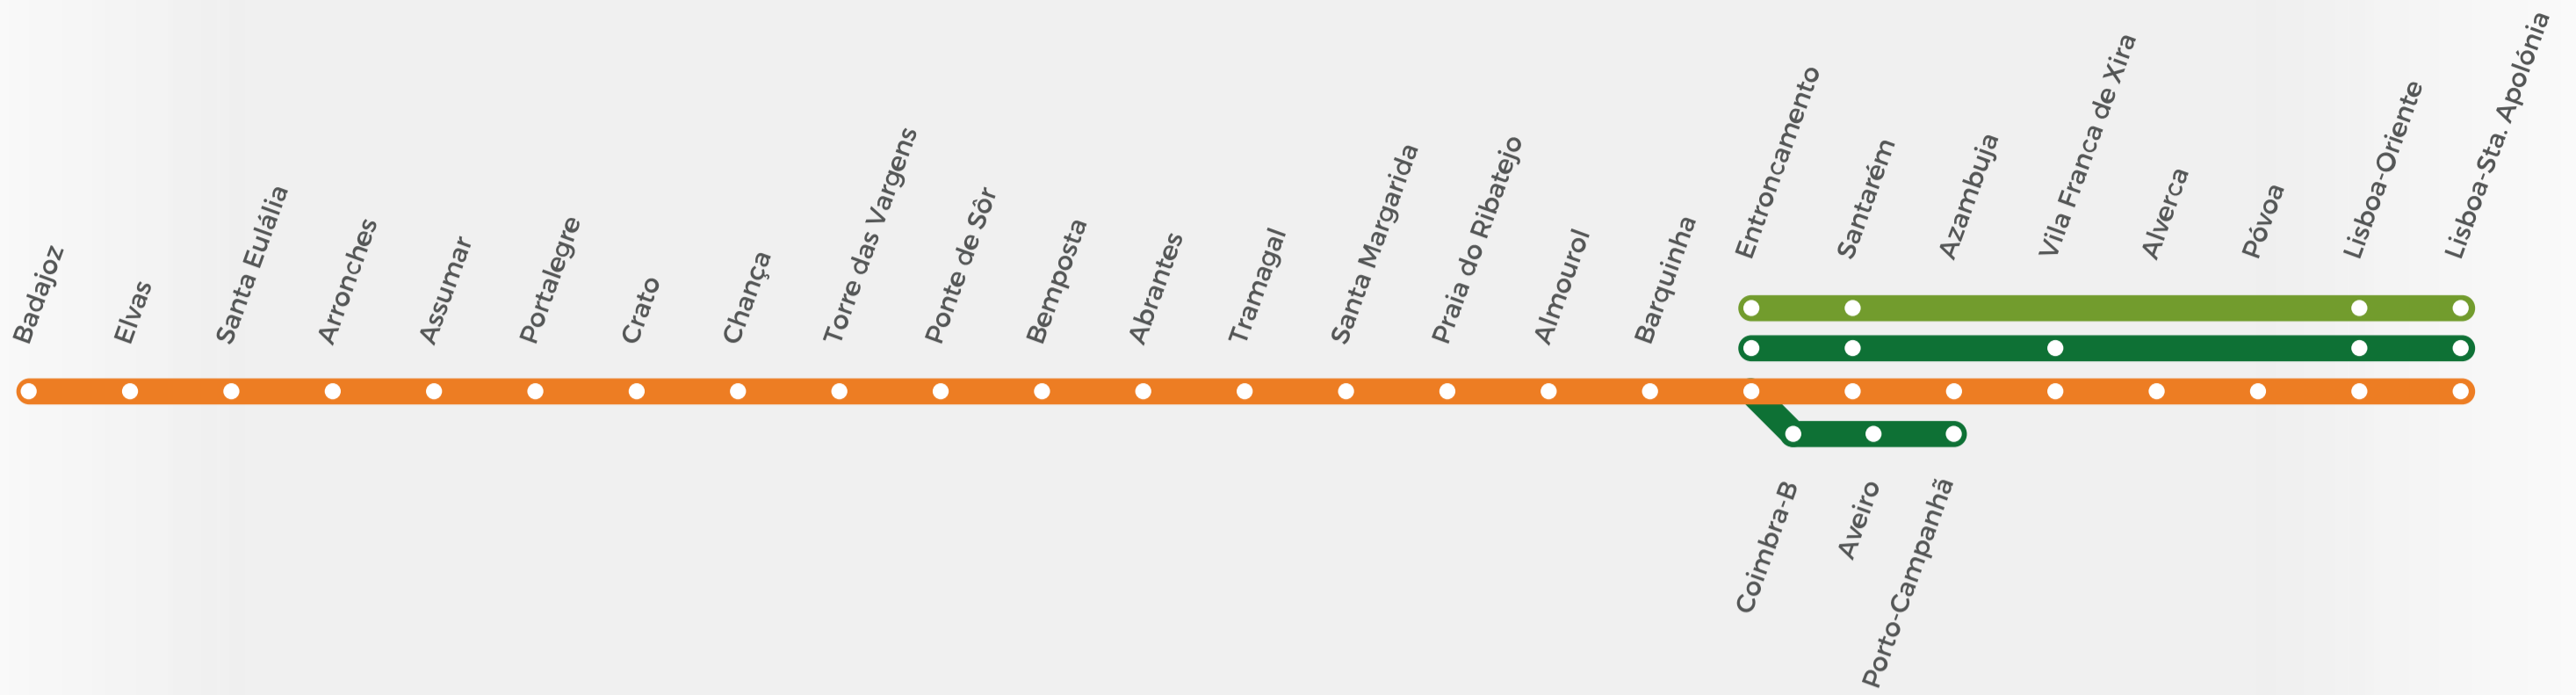 Badajoz
Elvas
Santa Eulália
Arronches
Assumar
Portalegre
Crato
Chança
Torre das Vargens
Ponte de Sôr
Bemposta
Abrantes
Tramagal
Santa Margarida
Praia do Ribatejo
Almourol
Barquinha
Entroncamento
Santarém
Azambuja
Vila Franca de Xira
Alverca
Póvoa
Lisboa-Oriente
Lisboa-Sta. Apolónia
Coimbra-B
Aveiro
Porto-Campanhã